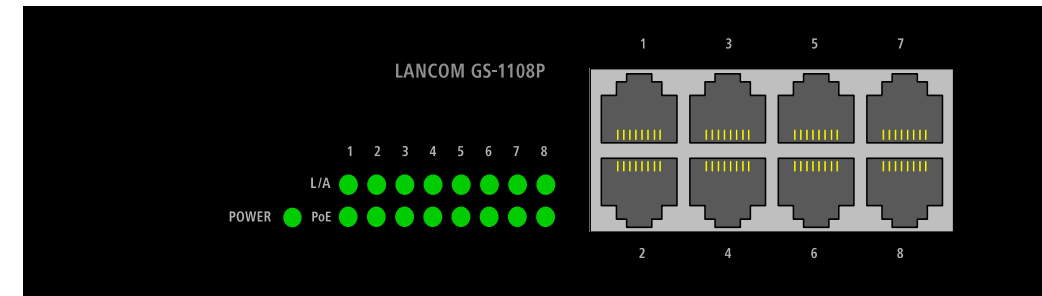 1 3 5 7
LANCOM GS-1108P
1 2 3 4 5 6 7 8
L/A
POWER PoE
2 4 6 8